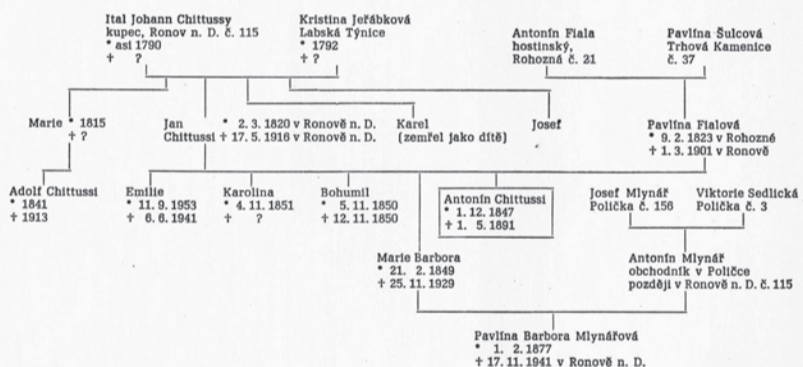 Ital Johann Chittussy
kupec, Ronov n. D. č. 115
* asi 1790
† ?
Kristina Jeřábková
Labská Týnice
* 1792
† ?
Antonín Fiala
hostinský,
Rohozná č. 21
Pavlína Šulcová
Trhová Kamenice
č. 37
Marie * 1815
† ?
Jan * 2. 3. 1820 v Ronově n. D.
Chittussi † 17. 5. 1916 v Ronově n. D.
Karel
(zemřel jako dítě)
Josef
Pavlína Fialová
* 9. 2. 1823 v Rohozné
† 1. 3. 1901 v Ronově
Adolf Chittussi
* 1841
† 1913
Emilie
* 11. 9. 1953
† 6. 6. 1941
Karolina
* 4. 11. 1851
† ?
Bohumil
* 5. 11. 1850
† 12. 11. 1850
Antonín Chittussi
* 1. 12. 1847
† 1. 5. 1891
Josef Mlynář
Polička č. 156
Viktorie Sedlická
Polička č. 3
Marie Barbora
* 21. 2. 1849
† 25. 11. 1929
Antonín Mlynář
obchodník v Poličce
později v Ronově n. D. č. 115
Pavlína Barbora Mlynářová
* 1. 2. 1877
† 17. 11. 1941 v Ronově n. D.